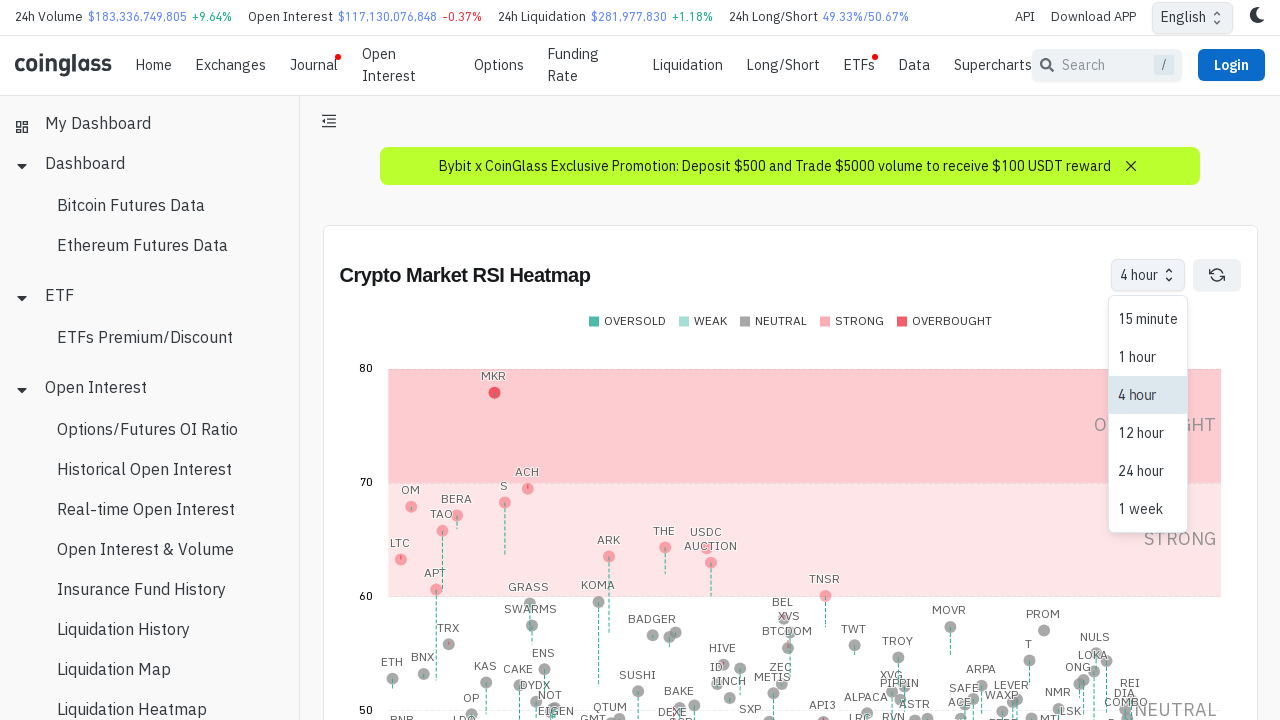 24h Volume $183,336,749,805 +9.64% Open Interest $117,130,076,848 -0.37% 24h Liquidation $281,977,830 +1.18% 24h Long/Short 49.33%/50.67% API Download APP English
coinglass Home Exchanges Journal Open Interest Options Funding Rate Liquidation Long/Short ETFs Data Supercharts Search / Login
My Dashboard
Dashboard
Bitcoin Futures Data
Ethereum Futures Data
ETF
ETFs Premium/Discount
Open Interest
Options/Futures OI Ratio
Historical Open Interest
Real-time Open Interest
Open Interest & Volume
Insurance Fund History
Liquidation History
Liquidation Map
Liquidation Heatmap
Bybit x CoinGlass Exclusive Promotion: Deposit $500 and Trade $5000 volume to receive $100 USDT reward
Crypto Market RSI Heatmap
4 hour
15 minute
1 hour
4 hour
12 hour
24 hour
1 week
OVERSOLD WEAK NEUTRAL STRONG OVERBOUGHT
80
MKR
70
ACH
S
OM
BERA
TAO
STRONG
LTC
ARK
THE
USDC
AUCTION
APT
60
GRASS
KOMA
TNSR
SWARMS
BEL
XVS
BADGER
BTCDOM
TRX
TWT
MOVR
PROM
TROY
NULS
HIVE
T
LOKA
ETH
BNX
ENS
KAS
CAKE
SUSHI
ID
1INCH
ZEC
METIS
ARPA
ONG
DYDX
NOT
EIGEN
BAKE
XVG
PIPPIN
SAFE
LEVER
REI
OP
QTUM
ALPACA
ASTR
ACE
WAXP
NMR
DIA
COMBO
50
SXP
API3
LSK
NEUTRAL
GMT
DEXE
RVN
MTL
BNB